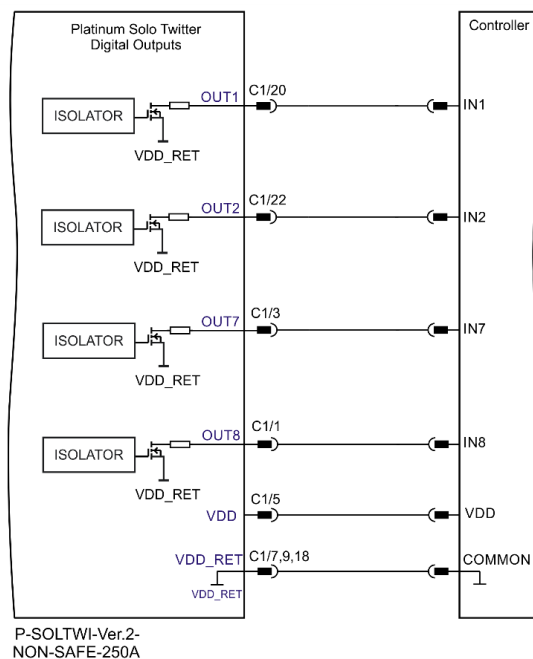 Platinum Solo Twitter
Digital Outputs
Controller
OUT1
C1/20
IN1
ISOLATOR
VDD_RET
OUT2
C1/22
IN2
ISOLATOR
VDD_RET
OUT7
C1/3
IN7
ISOLATOR
VDD_RET
OUT8
C1/1
IN8
ISOLATOR
VDD_RET
VDD
C1/5
VDD
VDD_RET
C1/7,9,18
COMMON
VDD_RET
P-SOLTWI-Ver.2-
NON-SAFE-250A